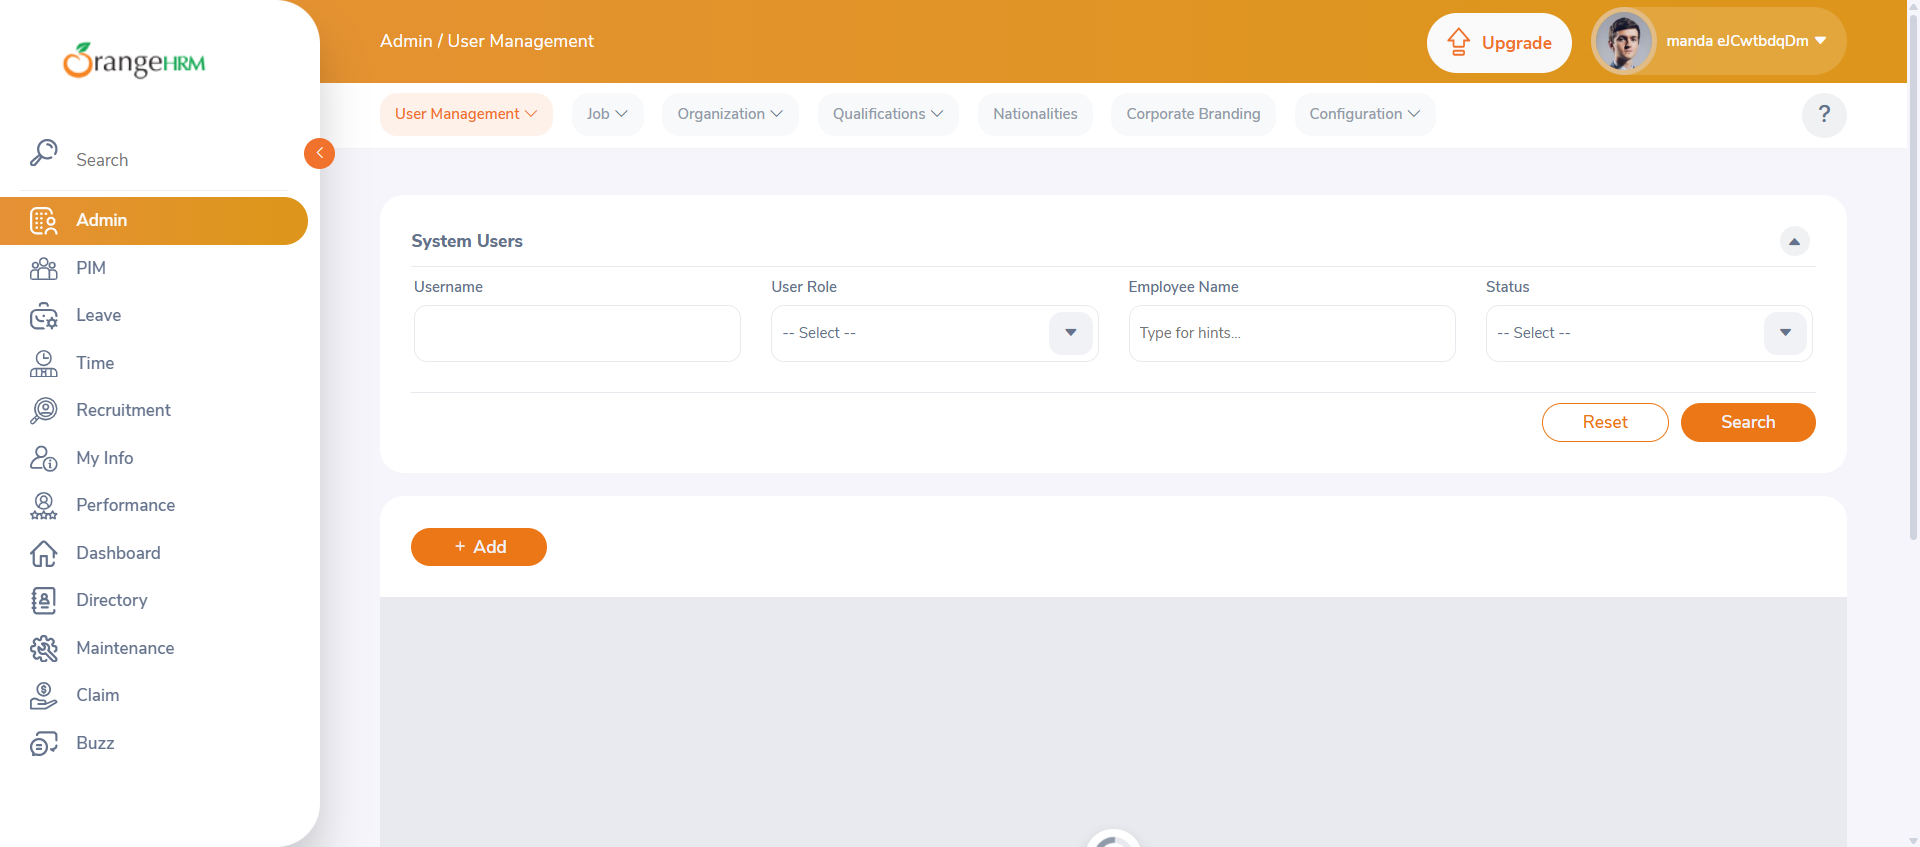 OrangeHRM
Admin / User Management
Upgrade
manda eJCwtbdqDm
User Management
Job
Organization
Qualifications
Nationalities
Corporate Branding
Configuration
?
Search
Admin
PIM
Leave
Time
Recruitment
My Info
Performance
Dashboard
Directory
Maintenance
Claim
Buzz
System Users
Username
User Role
Employee Name
Status
-- Select --
Type for hints...
-- Select --
Reset
Search
+ Add